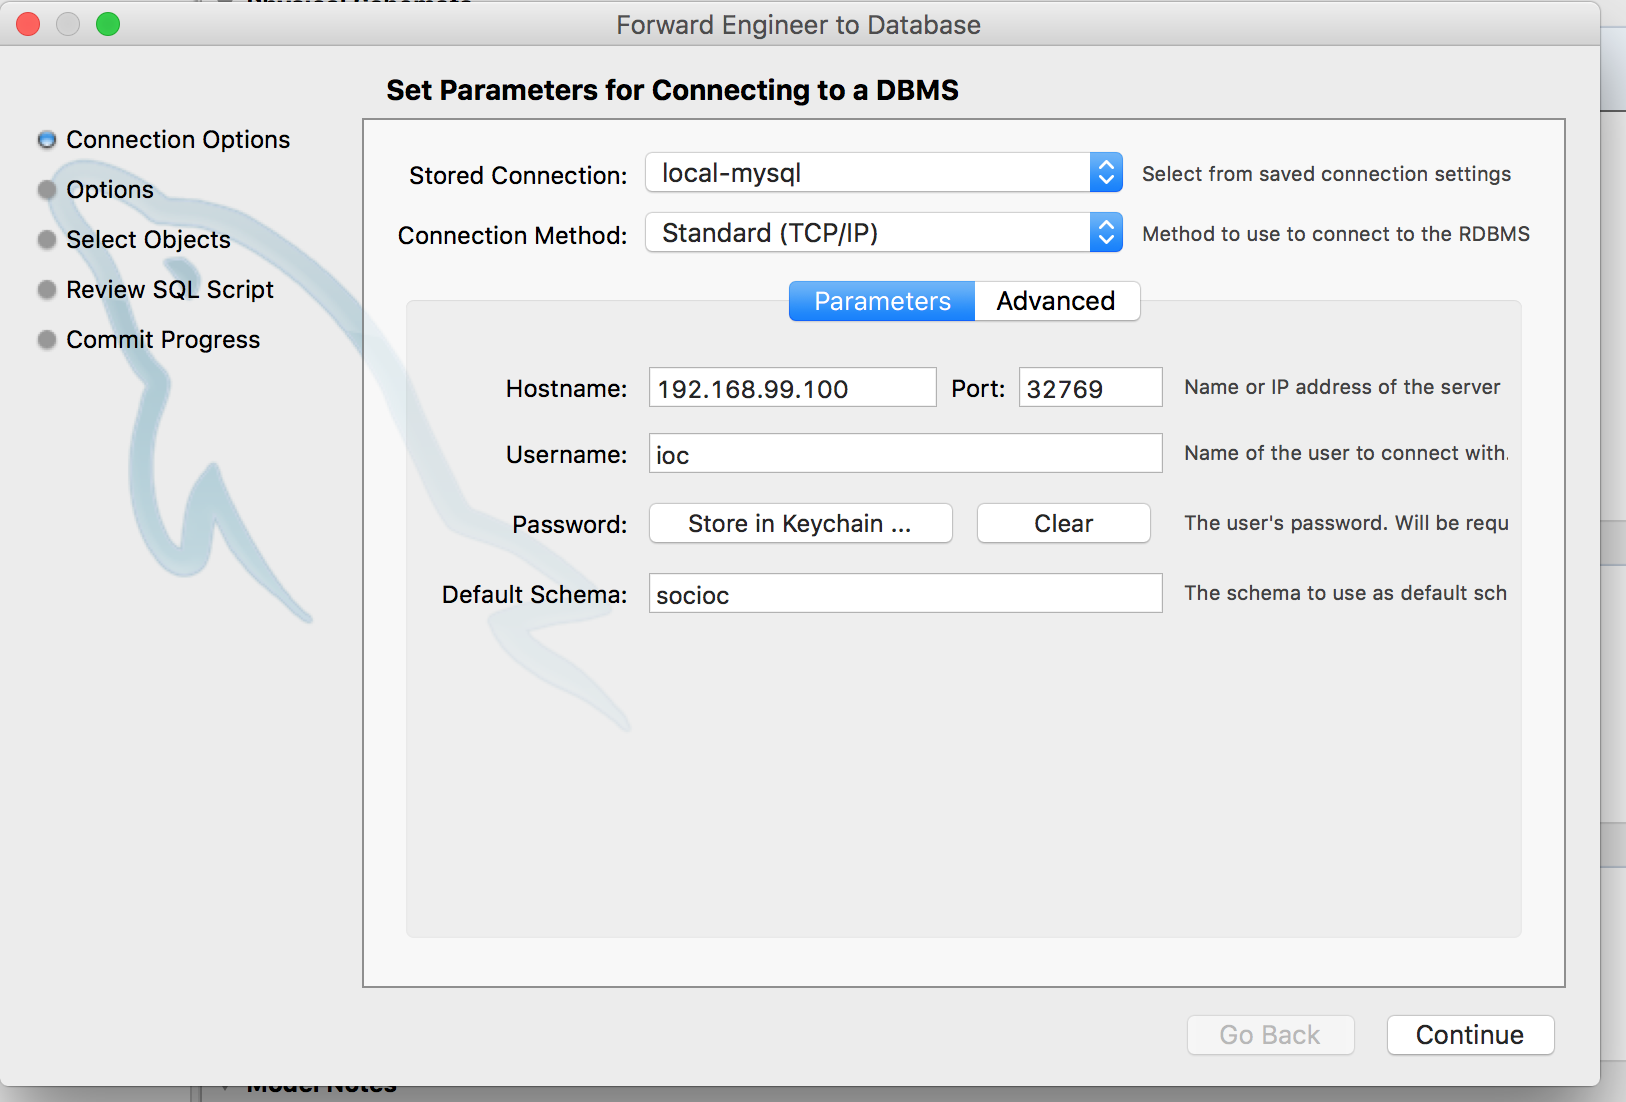 Forward Engineer to Database
Set Parameters for Connecting to a DBMS
Connection Options
Options
Select Objects
Review SQL Script
Commit Progress
Stored Connection: local-mysql Select from saved connection settings
Connection Method: Standard (TCP/IP) Method to use to connect to the RDBMS
Parameters Advanced
Hostname: 192.168.99.100 Port: 32769 Name or IP address of the server
Username: ioc Name of the user to connect with.
Password: Store in Keychain ... Clear The user's password. Will be requ
Default Schema: socioc The schema to use as default sch
Go Back Continue
Model Notes